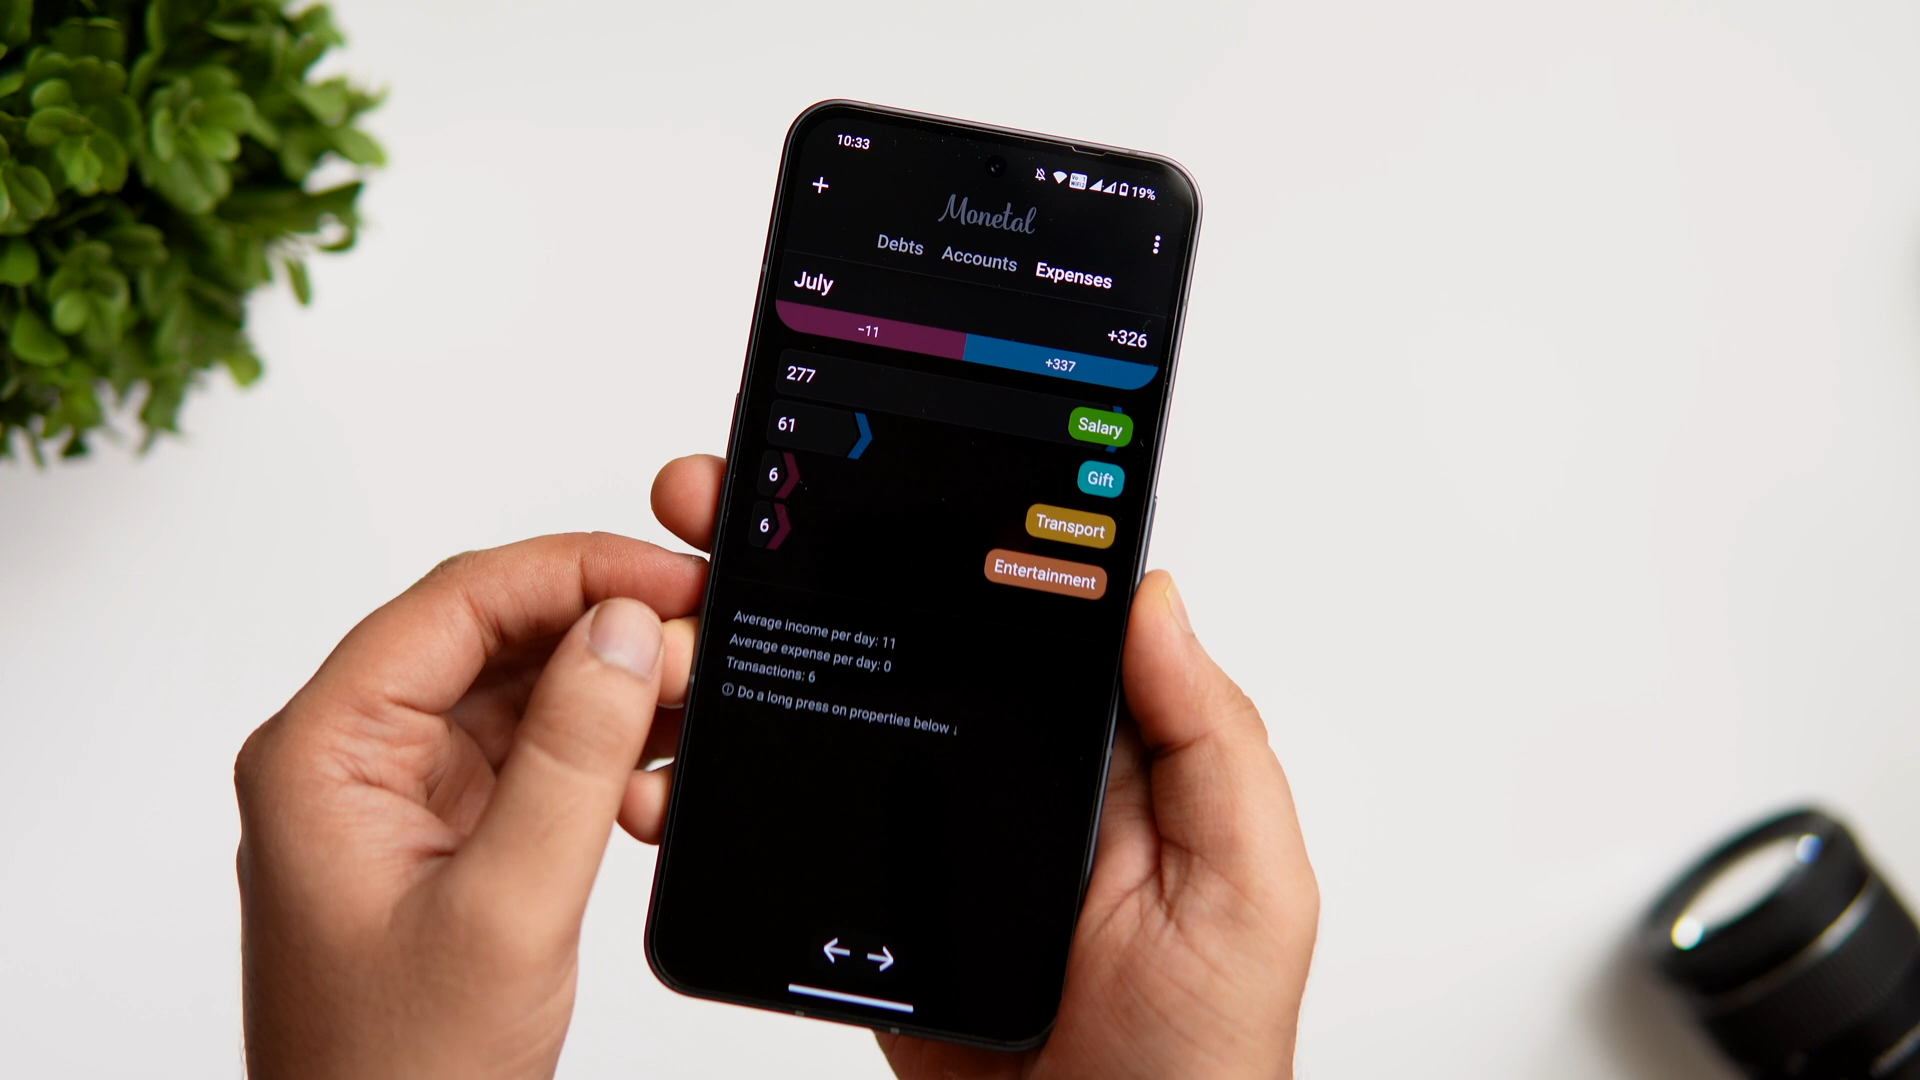 10:33
19%
+
Monetal
Debts Accounts Expenses
July
+326
−11 +337
277 Salary
61 Gift
6 Transport
6 Entertainment
Average income per day: 11
Average expense per day: 0
Transactions: 6
ⓘ Do a long press on properties below ↓
← →